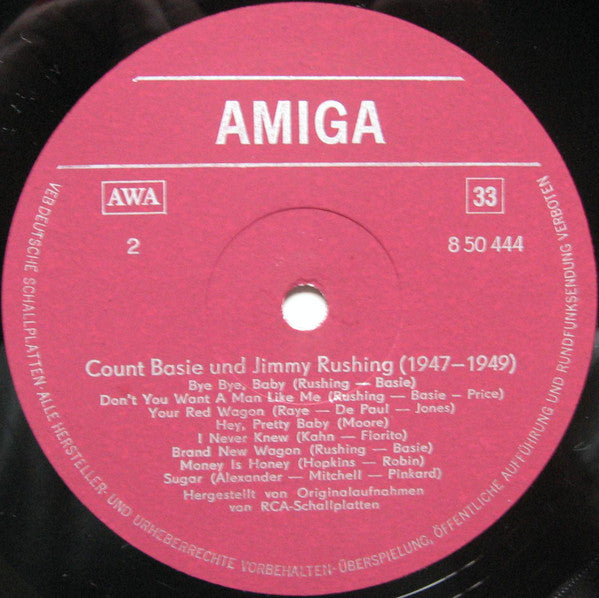 AMIGA
AWA
33
2
8 50 444
Count Basie und Jimmy Rushing (1947–1949)
Bye Bye, Baby (Rushing — Basie)
Don't You Want A Man Like Me (Rushing — Basie — Price)
Your Red Wagon (Raye — De Paul — Jones)
Hey, Pretty Baby (Moore)
I Never Knew (Kahn — Fiorito)
Brand New Wagon (Rushing — Basie)
Money Is Honey (Hopkins — Robin)
Sugar (Alexander — Mitchell — Pinkard)
Hergestellt von Originalaufnahmen
van RCA-Schallplatten
VEB DEUTSCHE SCHALLPLATTEN·ALLE HERSTELLER- UND URHEBERRECHTE VORBEHALTEN·ÜBERSPIELUNG, ÖFFENTLICHE AUFFÜHRUNG UND RUNDFUNKSENDUNG VERBOTEN